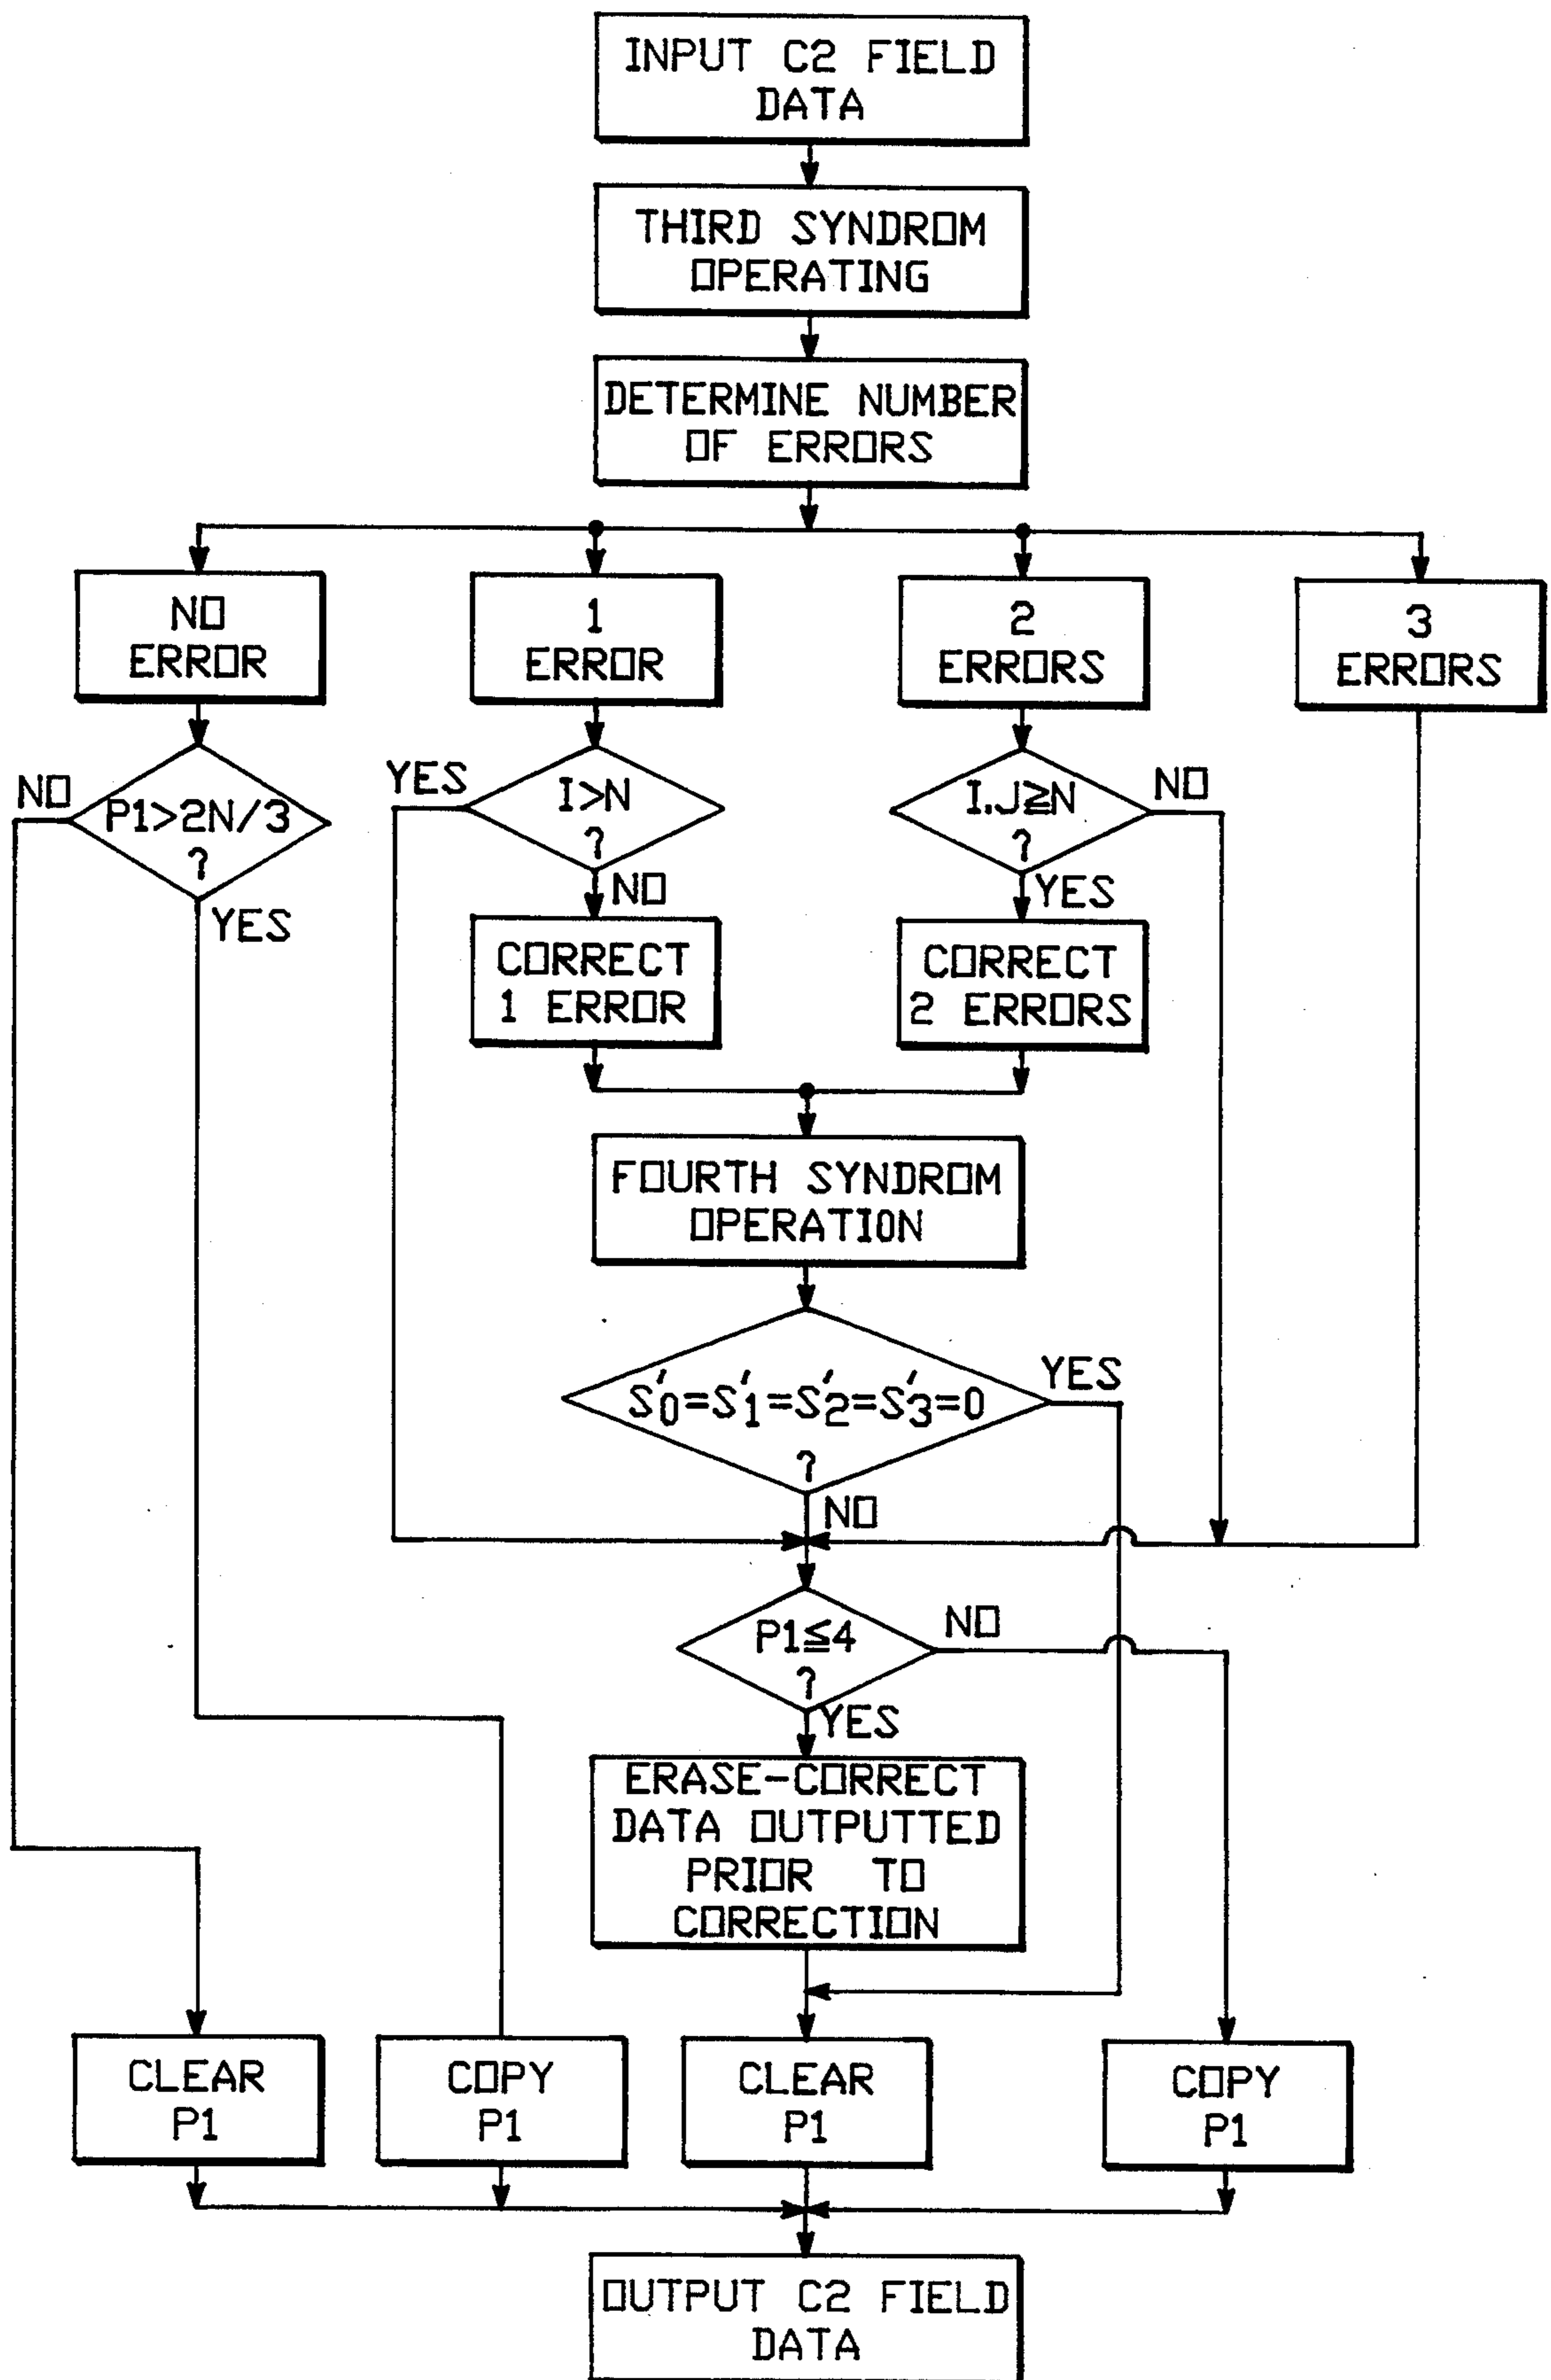 INPUT C2 FIELD
DATA
THIRD SYNDROM
OPERATING
DETERMINE NUMBER
OF ERRORS
NO
ERROR
1
ERROR
2
ERRORS
3
ERRORS
NO
P1>2N/3
?
YES
YES
I>N
?
NO
I.J≧N
?
NO
YES
CORRECT
1 ERROR
CORRECT
2 ERRORS
FOURTH SYNDROM
OPERATION
S'0=S'1=S'2=S'3=0
?
YES
NO
P1≦4
?
NO
YES
ERASE-CORRECT
DATA OUTPUTTED
PRIOR TO
CORRECTION
CLEAR
P1
COPY
P1
CLEAR
P1
COPY
P1
OUTPUT C2 FIELD
DATA